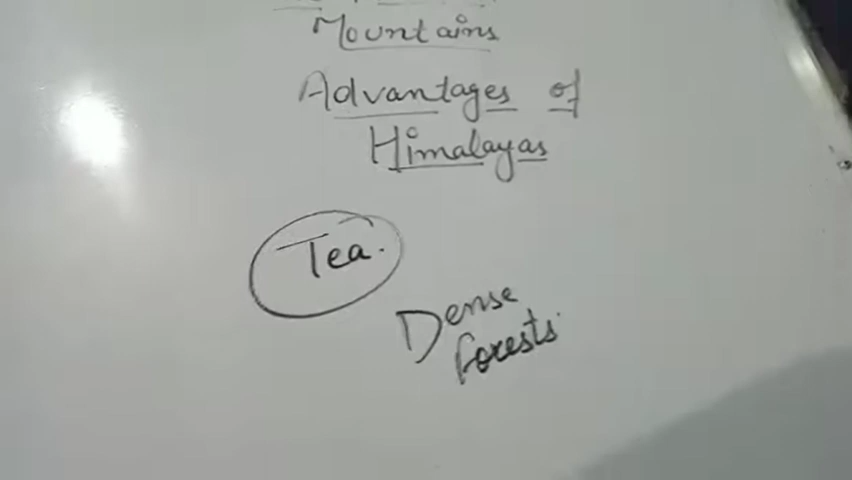 Mountains
Advantages of
Himalayas
Tea.
Dense
forests.